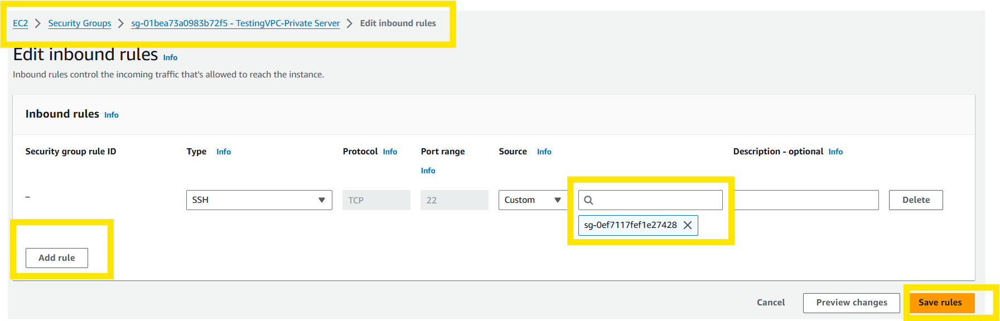 EC2 > Security Groups > sg-01bea73a0983b72f5 - TestingVPC-Private Server > Edit inbound rules
Edit inbound rules Info
Inbound rules control the incoming traffic that's allowed to reach the instance.
Inbound rules Info
Security group rule ID Type Info Protocol Info Port range Source Info Description - optional Info
Info
– SSH TCP 22 Custom Delete
sg-0ef7117fef1e27428
Add rule
Cancel Preview changes Save rules